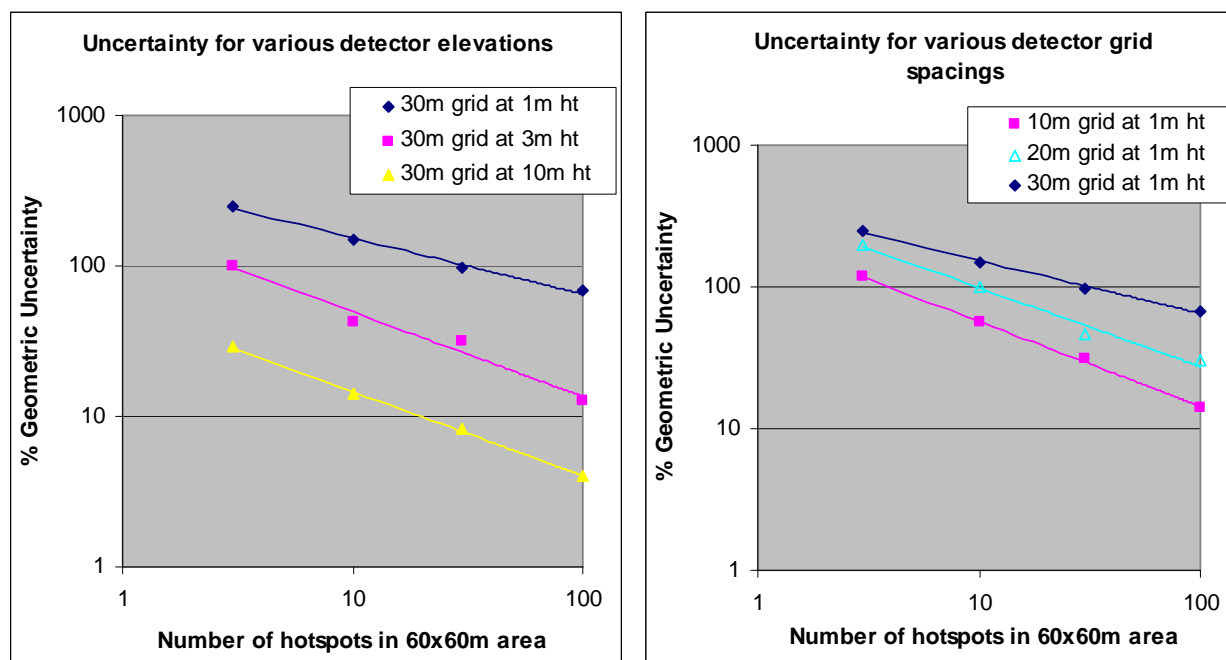 Uncertainty for various detector elevations
30m grid at 1m ht
30m grid at 3m ht
30m grid at 10m ht
1000
100
10
1
1
10
100
% Geometric Uncertainty
Number of hotspots in 60x60m area
Uncertainty for various detector grid
spacings
10m grid at 1m ht
20m grid at 1m ht
30m grid at 1m ht
1000
100
10
1
1
10
100
% Geometric Uncertainty
Number of hotspots in 60x60m area